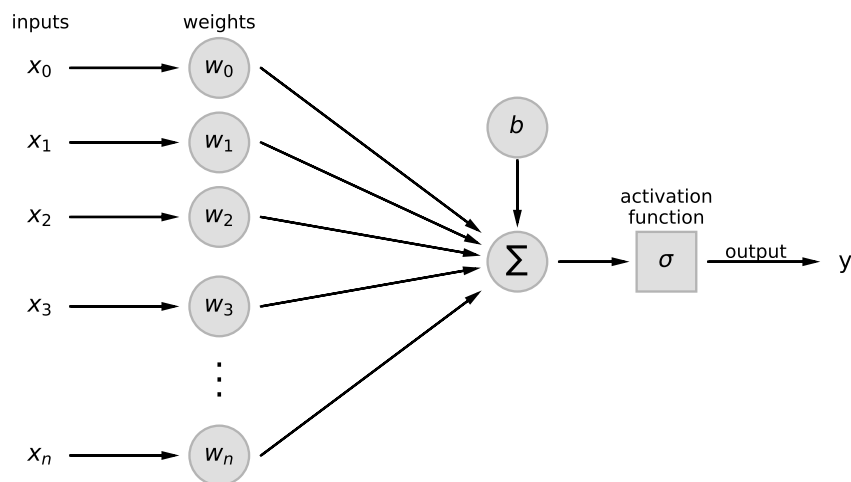 inputs weights
x₀ w₀
x₁ w₁
b
x₂ w₂
activation
function
Σ σ output y
x₃ w₃
⋮
xₙ wₙ